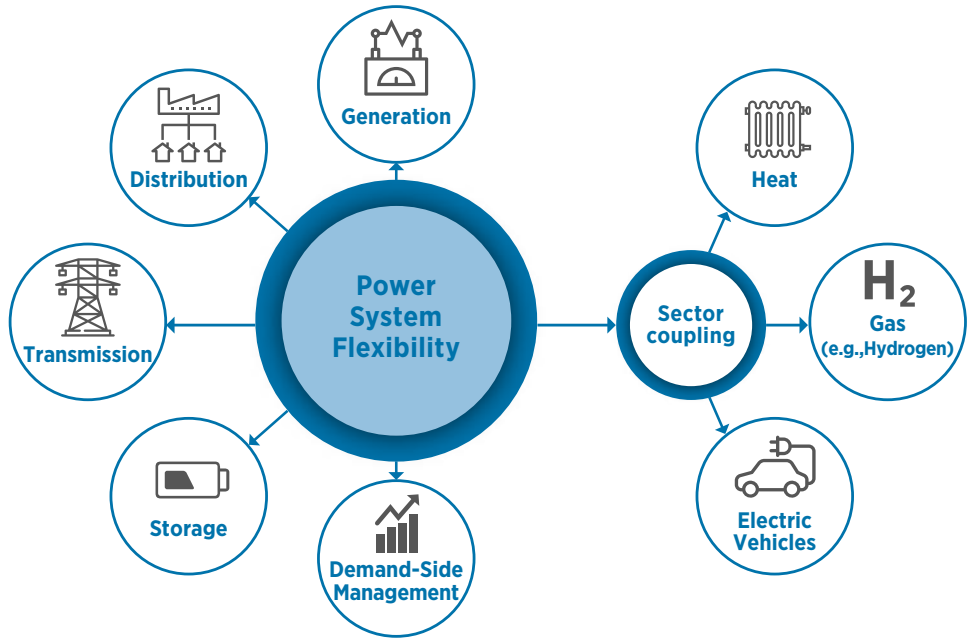 Generation
Distribution
Transmission
Storage
Demand-Side
Management
Power
System
Flexibility
Sector
coupling
Heat
H₂
Gas
(e.g.,Hydrogen)
Electric
Vehicles